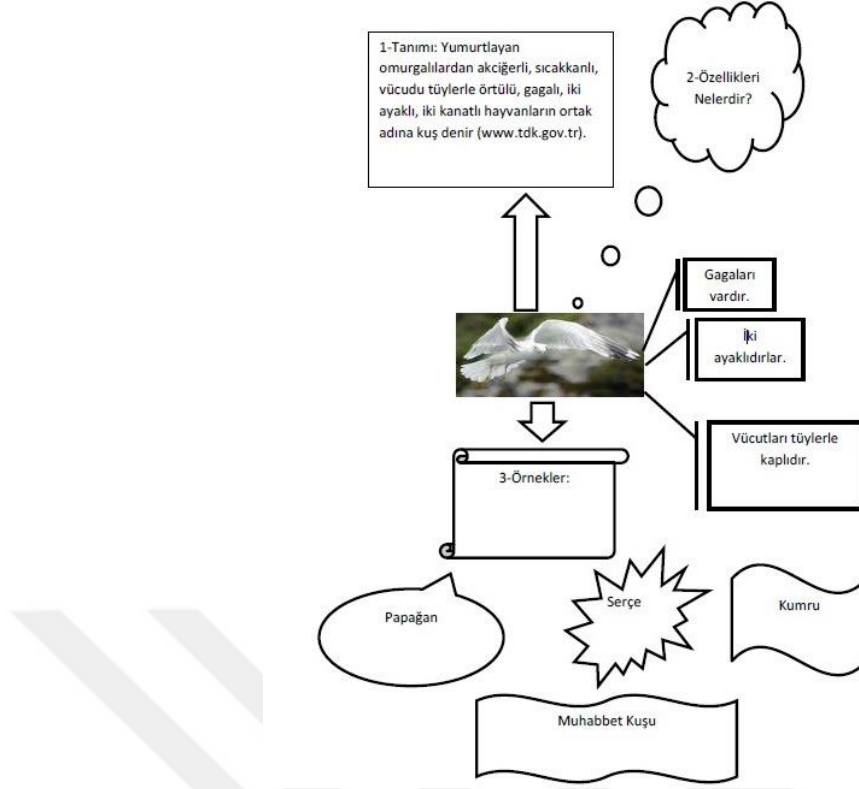 1-Tanımı: Yumurtlayan
omurgalılardan akciğerli, sıcakkanlı,
vücudu tüylerle örtülü, gagalı, iki
ayaklı, iki kanatlı hayvanların ortak
adına kuş denir (www.tdk.gov.tr).
2-Özellikleri
Nelerdir?
Gagaları
vardır.
İki
ayaklıdırlar.
Vücutları tüylerle
kaplıdır.
3-Örnekler:
Papağan
Serçe
Kumru
Muhabbet Kuşu